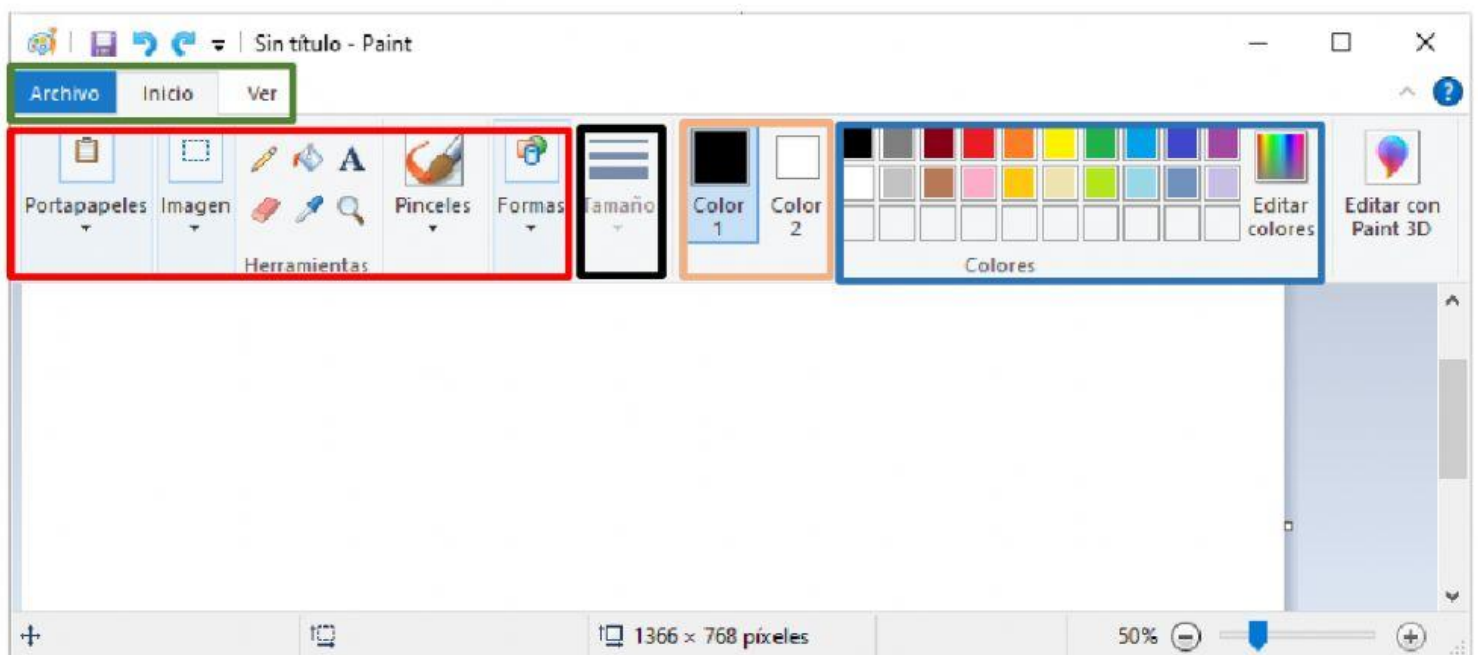 Sin título - Paint
Archivo Inicio Ver
Portapapeles Imagen A Pinceles Formas Tamaño Color 1 Color 2 Editar colores Editar con Paint 3D
Herramientas Colores
1366 × 768 píxeles 50%